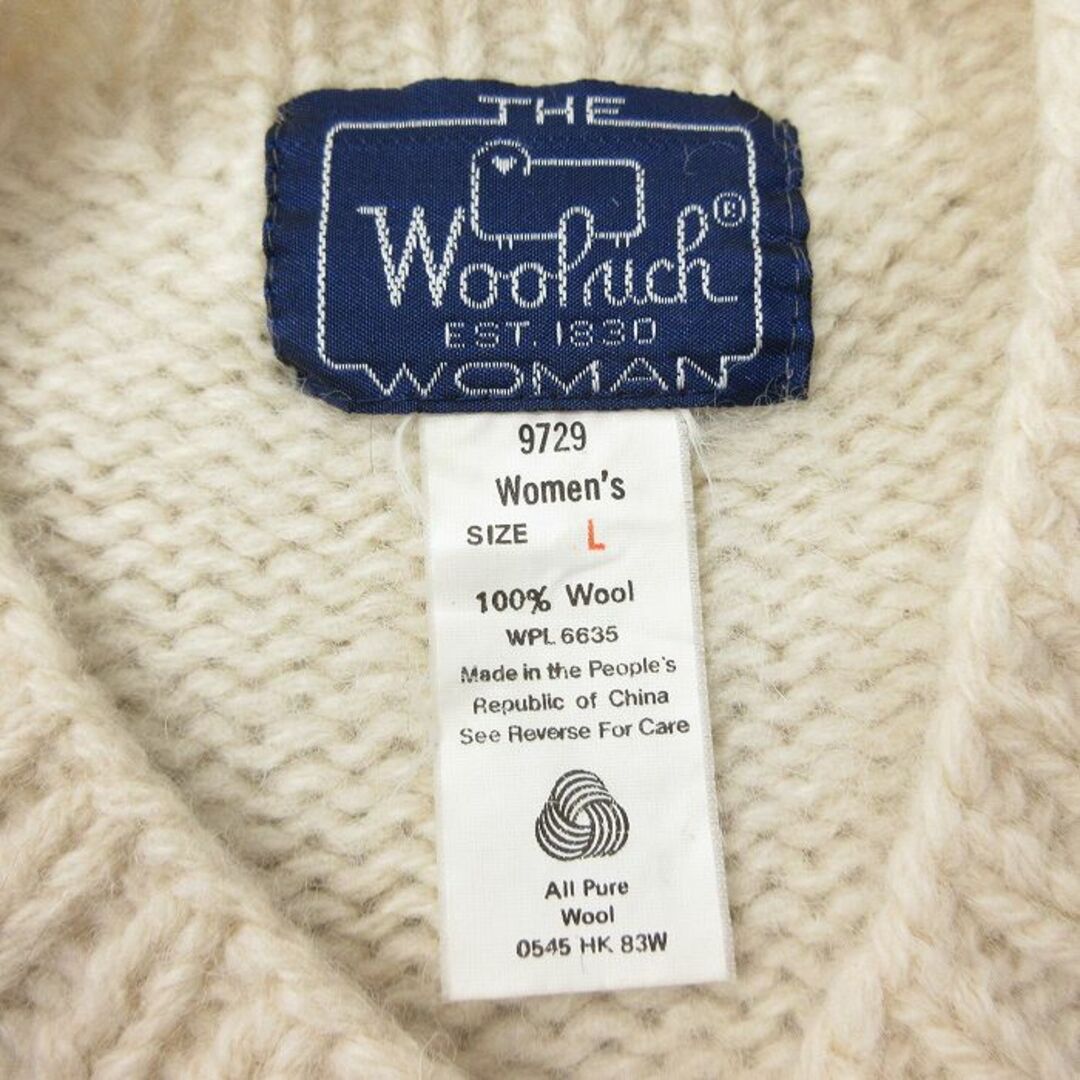 THE
Woolrich®
EST. 1830
WOMAN
9729
Women's
SIZE L
100% Wool
WPL 6635
Made in the People's
Republic of China
See Reverse For Care
All Pure
Wool
0545 HK 83W